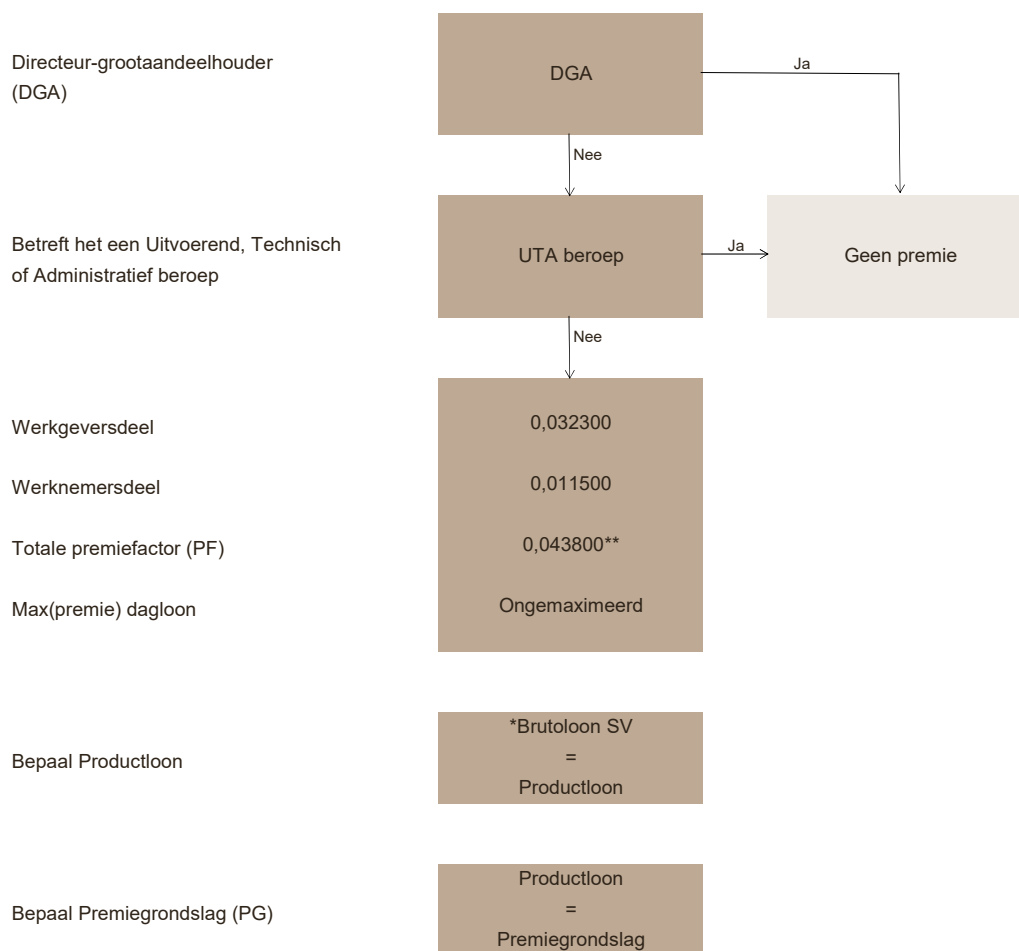 Directeur-grootaandeelhouder
(DGA)
DGA
Ja
Nee
Betreft het een Uitvoerend, Technisch
of Administratief beroep
UTA beroep
Ja
Geen premie
Nee
Werkgeversdeel
0,032300
Werknemersdeel
0,011500
Totale premiefactor (PF)
0,043800**
Max(premie) dagloon
Ongemaximeerd
Bepaal Productloon
*Brutoloon SV
=
Productloon
Bepaal Premiegrondslag (PG)
Productloon
=
Premiegrondslag